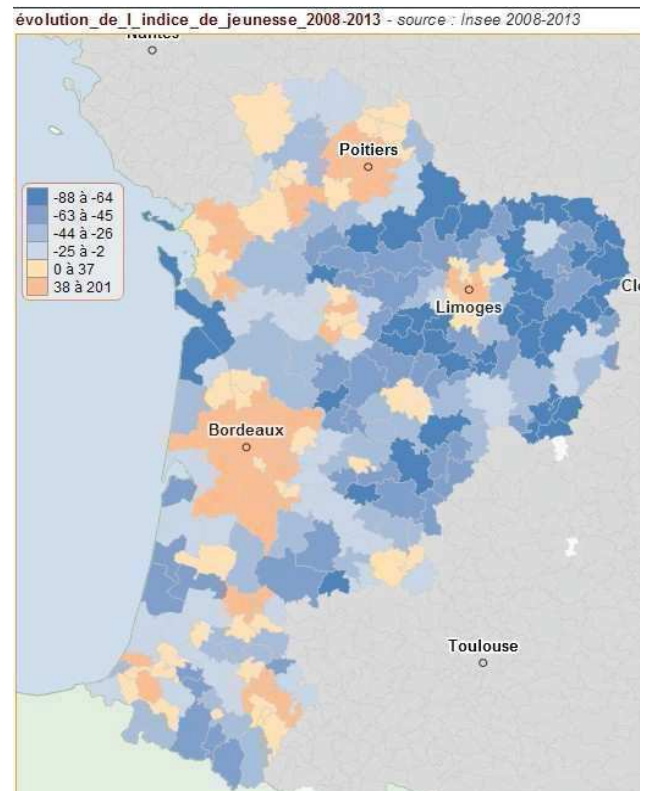 évolution_de_l_indice_de_jeunesse_2008-2013 - source : Insee 2008-2013
Nantes
Poitiers
-88 à -64
-63 à -45
-44 à -26
-25 à -2
0 à 37
38 à 201
Limoges
Bordeaux
Toulouse